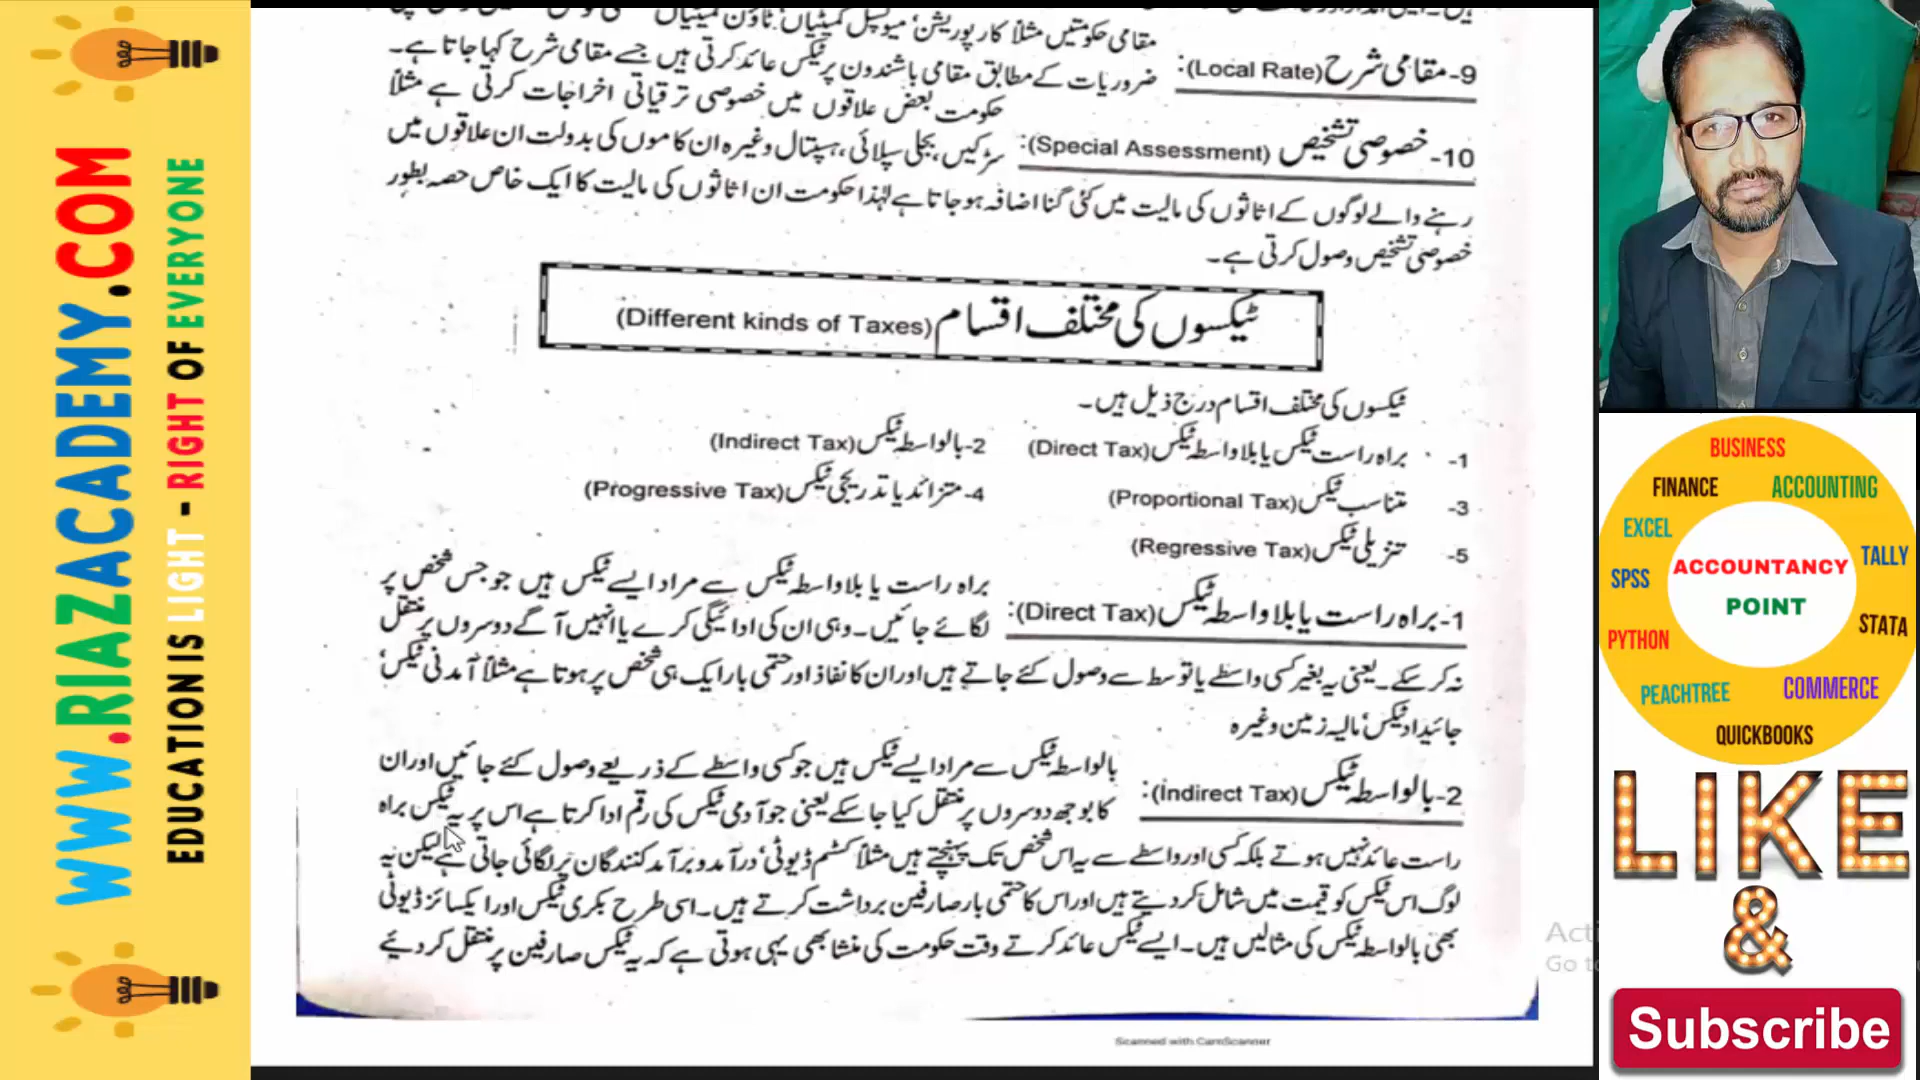 WWW.RIAZACADEMY.COM
EDUCATION IS LIGHT - RIGHT OF EVERYONE
مقامی حکومتیں مثلاً کارپوریشن، میونسپل کمیٹیاں، ٹاؤن کمیٹیاں
9- مقامی شرح (Local Rate):
ضروریات کے مطابق مقامی باشندوں پر ٹیکس عائد کرتی ہیں جسے مقامی شرح کہا جاتا ہے۔
حکومت بعض علاقوں میں خصوصی ترقیاتی اخراجات کرتی ہے مثلاً
10- خصوصی تشخیص (Special Assessment):
سڑکیں، بجلی سپلائی، ہسپتال وغیرہ ان کاموں کی بدولت ان علاقوں میں
رہنے والے لوگوں کے اثاثوں کی مالیت میں کئی گنا اضافہ ہو جاتا ہے لہٰذا حکومت ان اثاثوں کی مالیت کا ایک خاص حصہ بطور
خصوصی تشخیص وصول کرتی ہے۔
ٹیکسوں کی مختلف اقسام (Different kinds of Taxes)
ٹیکسوں کی مختلف اقسام درج ذیل ہیں۔
1- براہ راست ٹیکس یا بلاواسطہ ٹیکس (Direct Tax) 2- بالواسطہ ٹیکس (Indirect Tax)
3- متناسب ٹیکس (Proportional Tax) 4- متزائد یا تدریجی ٹیکس (Progressive Tax)
5- تنزیلی ٹیکس (Regressive Tax)
براہ راست یا بلاواسطہ ٹیکس سے مراد ایسے ٹیکس ہیں جو جس شخص پر
1- براہ راست یا بلاواسطہ ٹیکس (Direct Tax):
لگائے جائیں۔ وہی ان کی ادائیگی کرے یا انہیں آگے دوسروں پر منتقل
نہ کر سکے۔ یعنی یہ بغیر کسی واسطے یا توسط سے وصول کئے جاتے ہیں اور ان کا نفاذ اور حتمی بار ایک ہی شخص پر ہوتا ہے مثلاً آمدنی ٹیکس،
جائیداد ٹیکس، مالیہ زمین وغیرہ
بالواسطہ ٹیکس سے مراد ایسے ٹیکس ہیں جو کسی واسطے کے ذریعے وصول کئے جائیں اور ان
2- بالواسطہ ٹیکس (Indirect Tax):
کا بوجھ دوسروں پر منتقل کیا جا سکے یعنی جو آدمی ٹیکس کی رقم ادا کرتا ہے اس پر یہ ٹیکس براہ
راست عائد نہیں ہوتے بلکہ کسی اور واسطے سے یہ اس شخص تک پہنچتے ہیں مثلاً کسٹم ڈیوٹی، درآمد و برآمد کنندگان پر لگائی جاتی ہے لیکن یہ
لوگ اس ٹیکس کو قیمت میں شامل کر دیتے ہیں اور اس کا حتمی بار صارفین برداشت کرتے ہیں۔ اسی طرح بکری ٹیکس اور ایکسائز ڈیوٹی
بھی بالواسطہ ٹیکس کی مثالیں ہیں۔ ایسے ٹیکس عائد کرتے وقت حکومت کی منشا بھی یہی ہوتی ہے کہ یہ ٹیکس صارفین پر منتقل کر دیئے
Scanned with CamScanner
BUSINESS
FINANCE
ACCOUNTING
EXCEL
TALLY
SPSS
ACCOUNTANCY
POINT
STATA
PYTHON
PEACHTREE
COMMERCE
QUICKBOOKS
LIKE
&
Subscribe